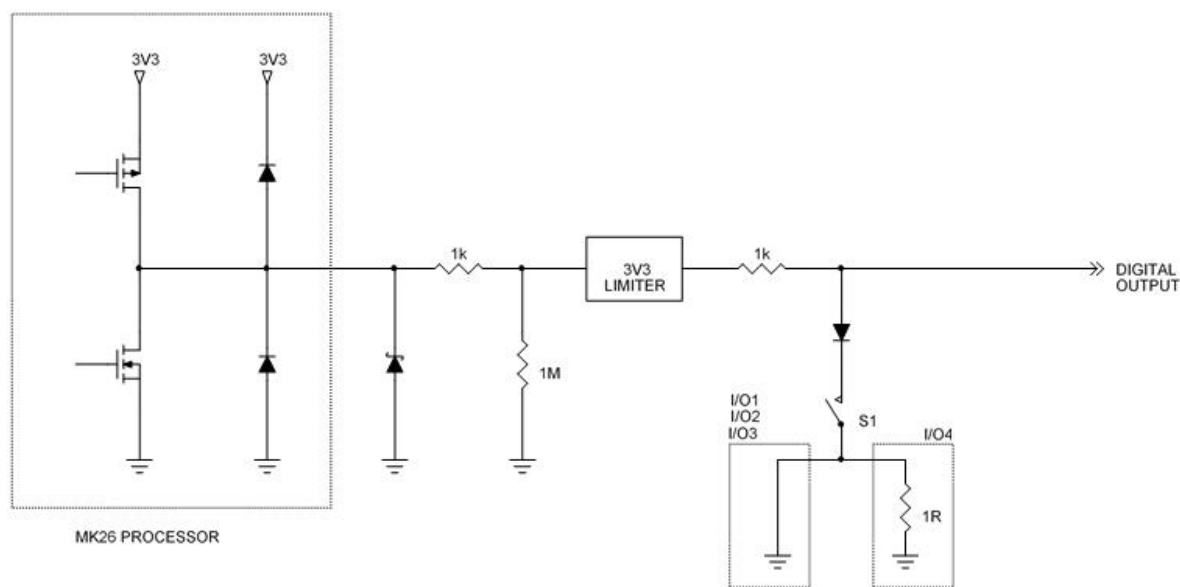 3V3
3V3
1k
3V3
LIMITER
1k
DIGITAL
OUTPUT
1M
I/O1
I/O2
I/O3
S1
I/O4
1R
MK26 PROCESSOR